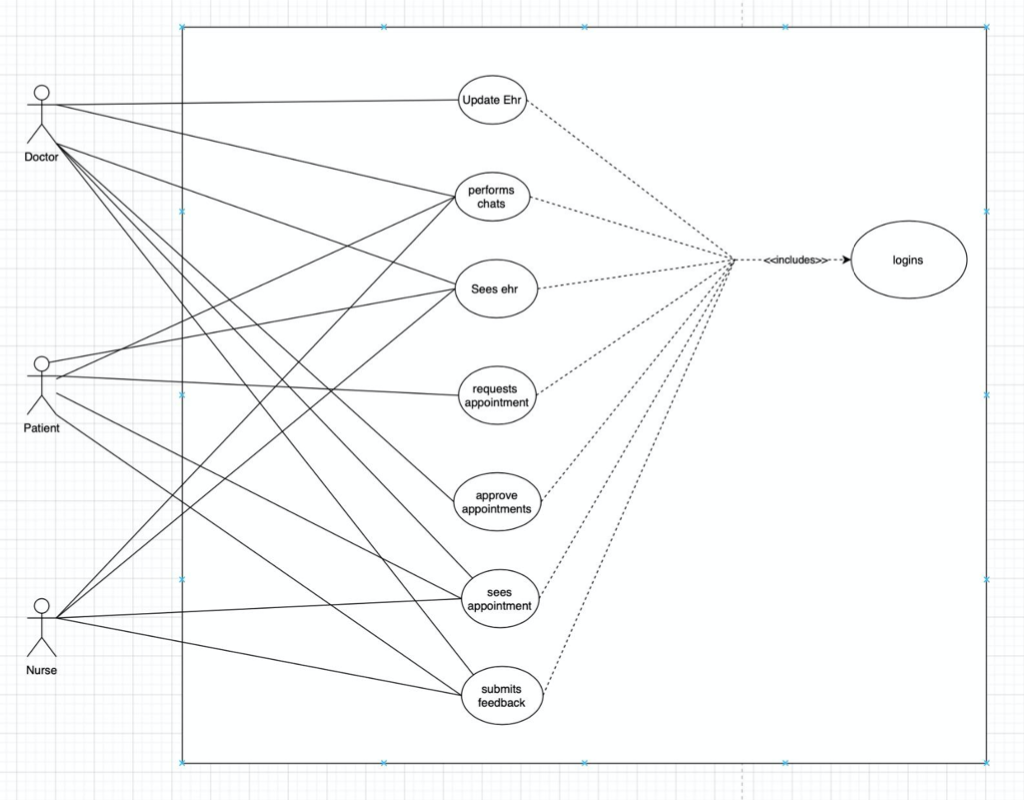 Update Ehr
Doctor
performs
chats
<<includes>>
logins
Sees ehr
Patient
requests
appointment
approve
appointments
sees
appointment
Nurse
submits
feedback